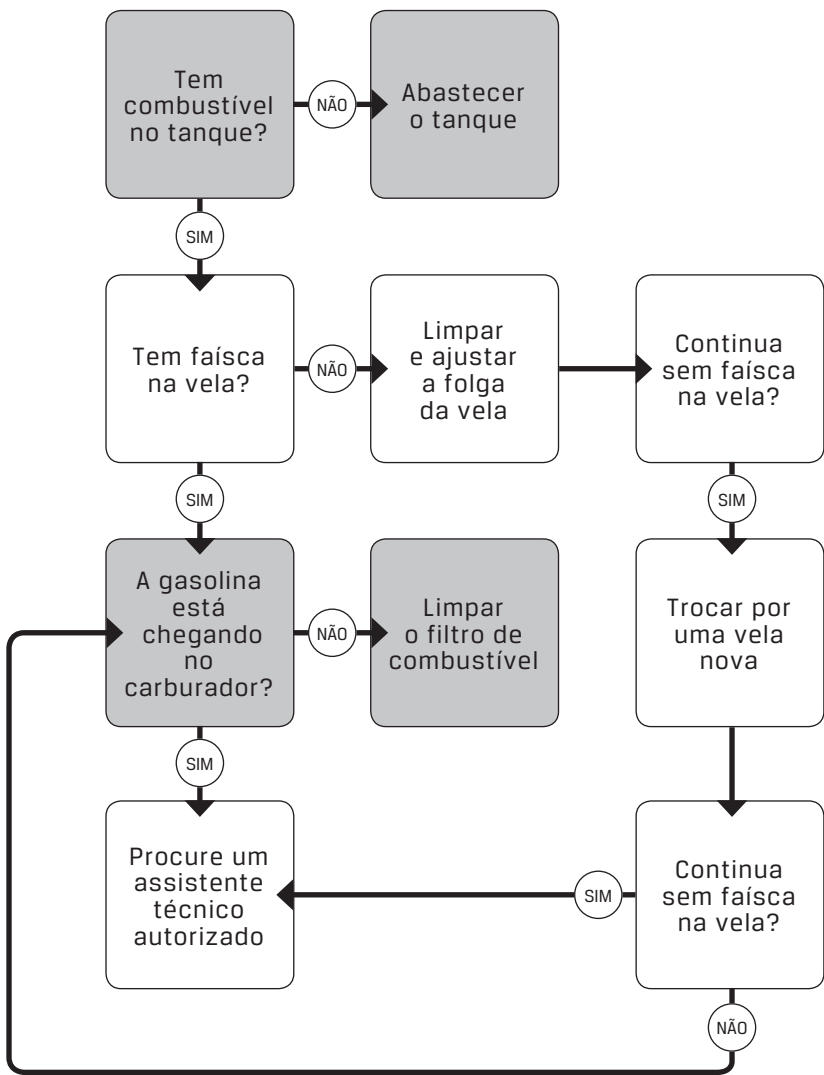 Tem
combustível
no tanque?
NÃO
Abastecer
o tanque
SIM
Tem faísca
na vela?
NÃO
Limpar
e ajustar
a folga
da vela
Continua
sem faísca
na vela?
SIM
SIM
A gasolina
está
chegando
no
carburador?
NÃO
Limpar
o filtro de
combustível
Trocar por
uma vela
nova
SIM
Procure um
assistente
técnico
autorizado
SIM
Continua
sem faísca
na vela?
NÃO